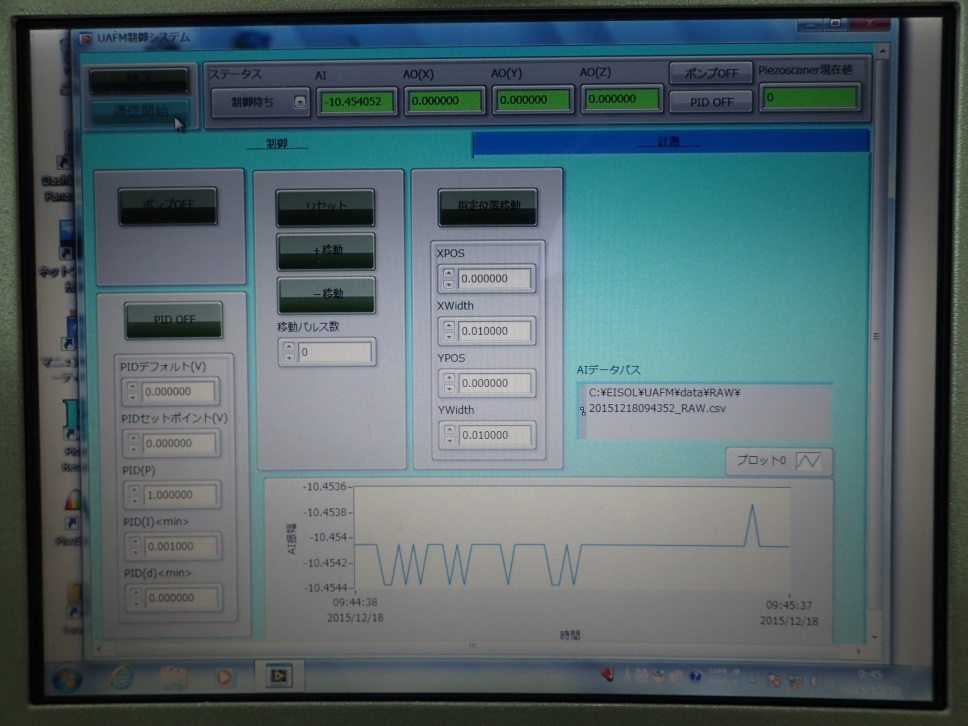 UAFM制御システム
ステータス
AI
AO(X)
AO(Y)
AO(Z)
ポンプOFF
Piezoscaner現在値
制御待ち
-10.454052
0.000000
0.000000
0.000000
PID OFF
0
通信開始
制御
計測
ポンプOFF
リセット
指定位置移動
+移動
XPOS
0.000000
-移動
XWidth
PID OFF
移動パルス数
0.010000
0
YPOS
PIDデフォルト(V)
0.000000
AIデータパス
0.000000
C:¥EISOL¥UAFM¥data¥RAW¥
20151218094352_RAW.csv
PIDセットポイント(V)
YWidth
0.000000
0.010000
プロット0
PID(P)
1.000000
PID(I)<min>
0.001000
PID(d)<min>
0.000000
-10.4536
-10.4538
-10.454
-10.4542
-10.4544
AI振幅
09:44:38
2015/12/18
09:45:37
2015/12/18
時間